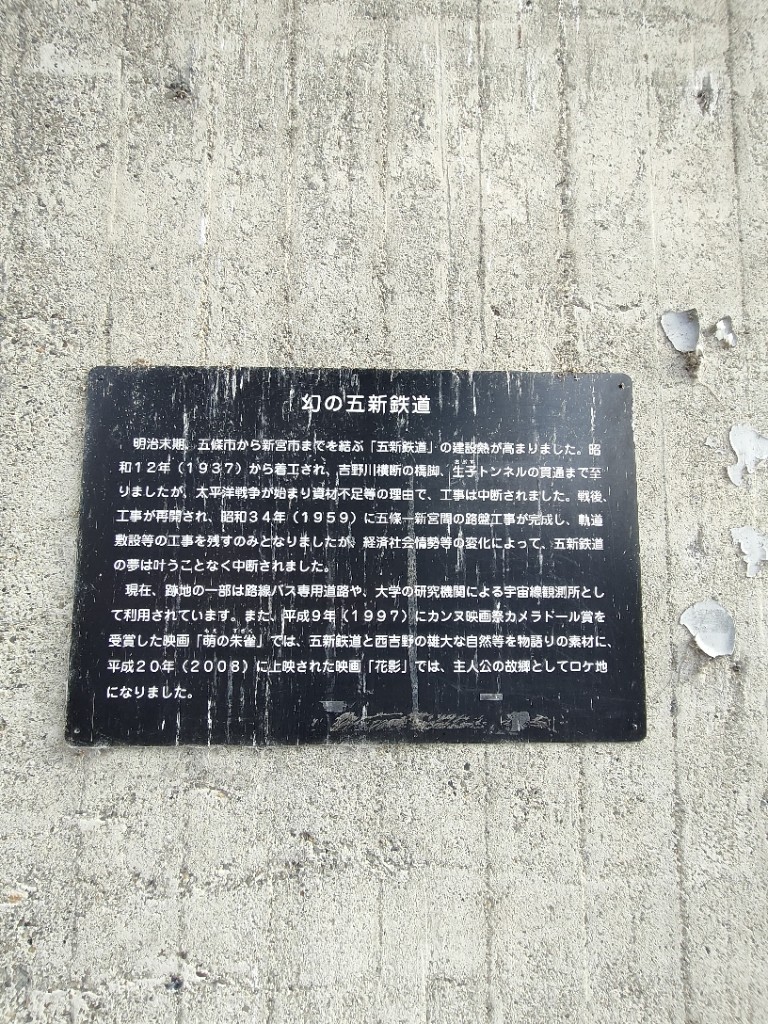 幻の五新鉄道
明治末期、五條市から新宮市までを結ぶ「五新鉄道」の建設熱が高まりました。昭
和12年（1937）から着工され、吉野川横断の橋脚、生子トンネルの貫通まで至
りましたが、太平洋戦争が始まり資材不足等の理由で、工事は中断されました。戦後、
工事が再開され、昭和34年（1959）に五條－新宮間の路盤工事が完成し、軌道
敷設等の工事を残すのみとなりましたが、経済社会情勢等の変化によって、五新鉄道
の夢は叶うことなく中断されました。
現在、跡地の一部は路線バス専用道路や、大学の研究機関による宇宙線観測所とし
て利用されています。また、平成9年（1997）にカンヌ映画祭カメラドール賞を
受賞した映画「萌の朱雀」では、五新鉄道と西吉野の雄大な自然等を物語りの素材に、
平成20年（2008）に上映された映画「花影」では、主人公の故郷としてロケ地
になりました。